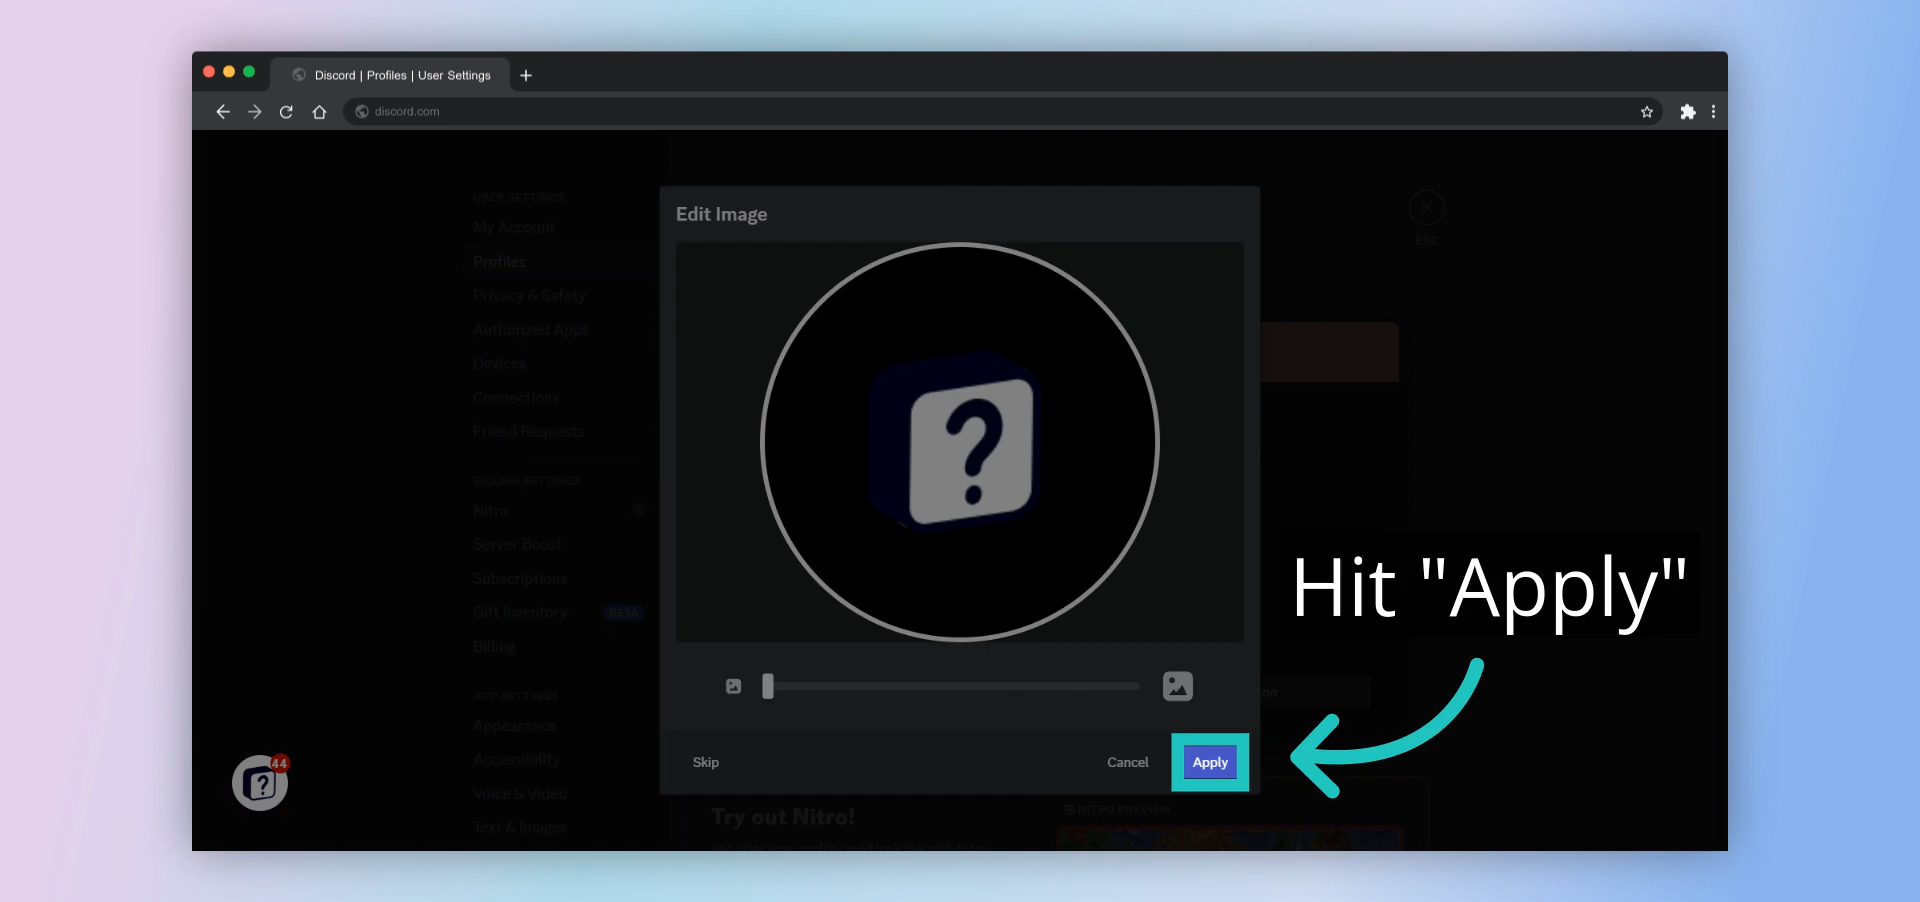 Discord | Profiles | User Settings
discord.com
USER SETTINGS
My Account
Profiles
Privacy & Safety
Authorized Apps
Devices
Connections
Friend Requests
BILLING SETTINGS
Nitro
Server Boost
Subscriptions
Gift Inventory BETA
Billing
APP SETTINGS
Appearance
Accessibility
Voice & Video
Text & Images
44
?
Edit Image
?
Skip
Cancel
Apply
ESC
Hit "Apply"
Try out Nitro!
NITRO PREVIEW